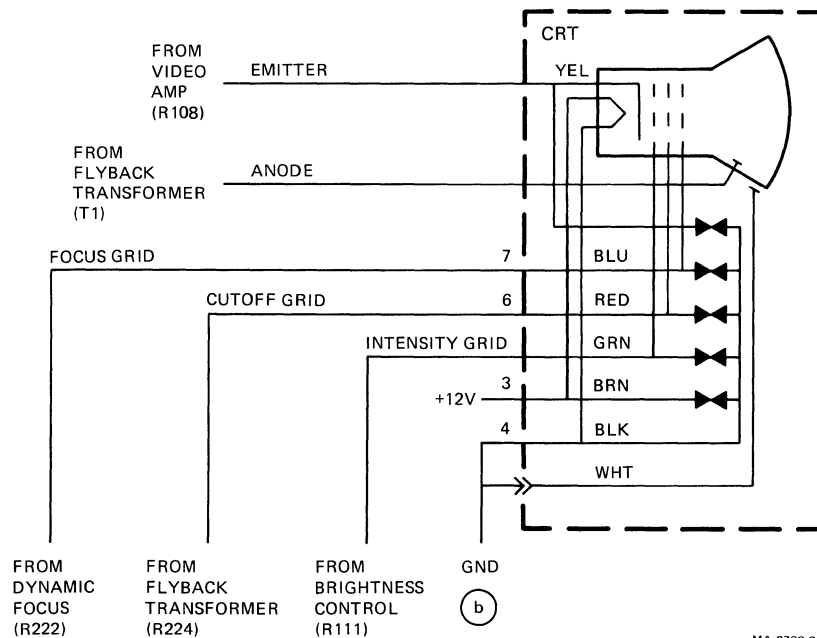 CRT
FROM
VIDEO
AMP
(R108)
EMITTER
YEL
FROM
FLYBACK
TRANSFORMER
(T1)
ANODE
FOCUS GRID
7
BLU
CUTOFF GRID
6
RED
INTENSITY GRID
GRN
+12V
3
BRN
4
BLK
WHT
FROM
DYNAMIC
FOCUS
(R222)
FROM
FLYBACK
TRANSFORMER
(R224)
FROM
BRIGHTNESS
CONTROL
(R111)
GND
b